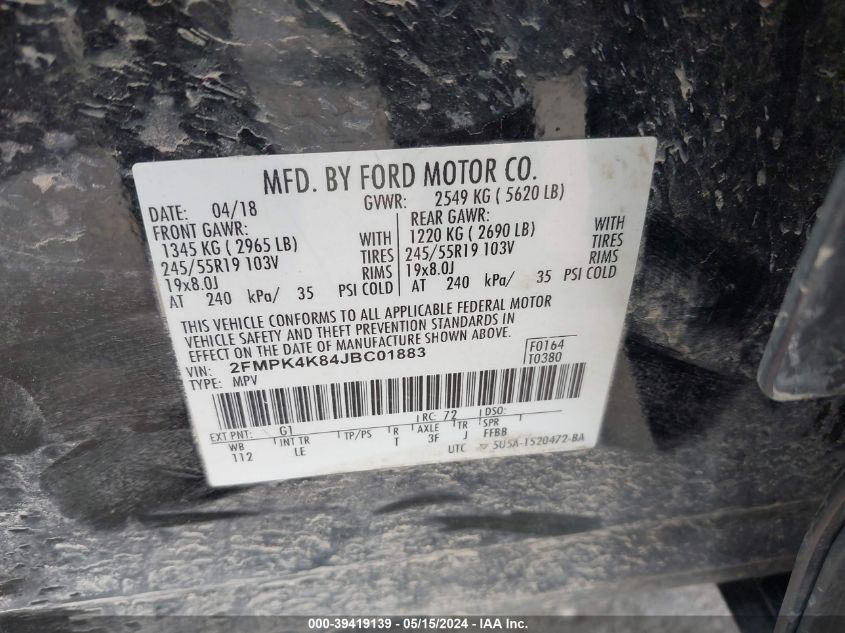 MFD. BY FORD MOTOR CO.
DATE: 04/18 GVWR: 2549 KG ( 5620 LB)
FRONT GAWR: REAR GAWR:
1345 KG ( 2965 LB) WITH 1220 KG ( 2690 LB) WITH
245/55R19 103V TIRES 245/55R19 103V TIRES
19x8.0J RIMS 19x8.0J RIMS
AT 240 kPa/ 35 PSI COLD AT 240 kPa/ 35 PSI COLD
THIS VEHICLE CONFORMS TO ALL APPLICABLE FEDERAL MOTOR
VEHICLE SAFETY AND THEFT PREVENTION STANDARDS IN
EFFECT ON THE DATE OF MANUFACTURE SHOWN ABOVE.
VIN: 2FMPK4K84JBC01883 F0164
TYPE: MPV T0380
EXT PNT: G1 RC: 72 DSO:
WB INT TR TP/PS R AXLE TR SPR
112 LE T 3F J FFBB
UTC 5U5A-1520472-BA
000-39419139 - 05/15/2024 - IAA Inc.